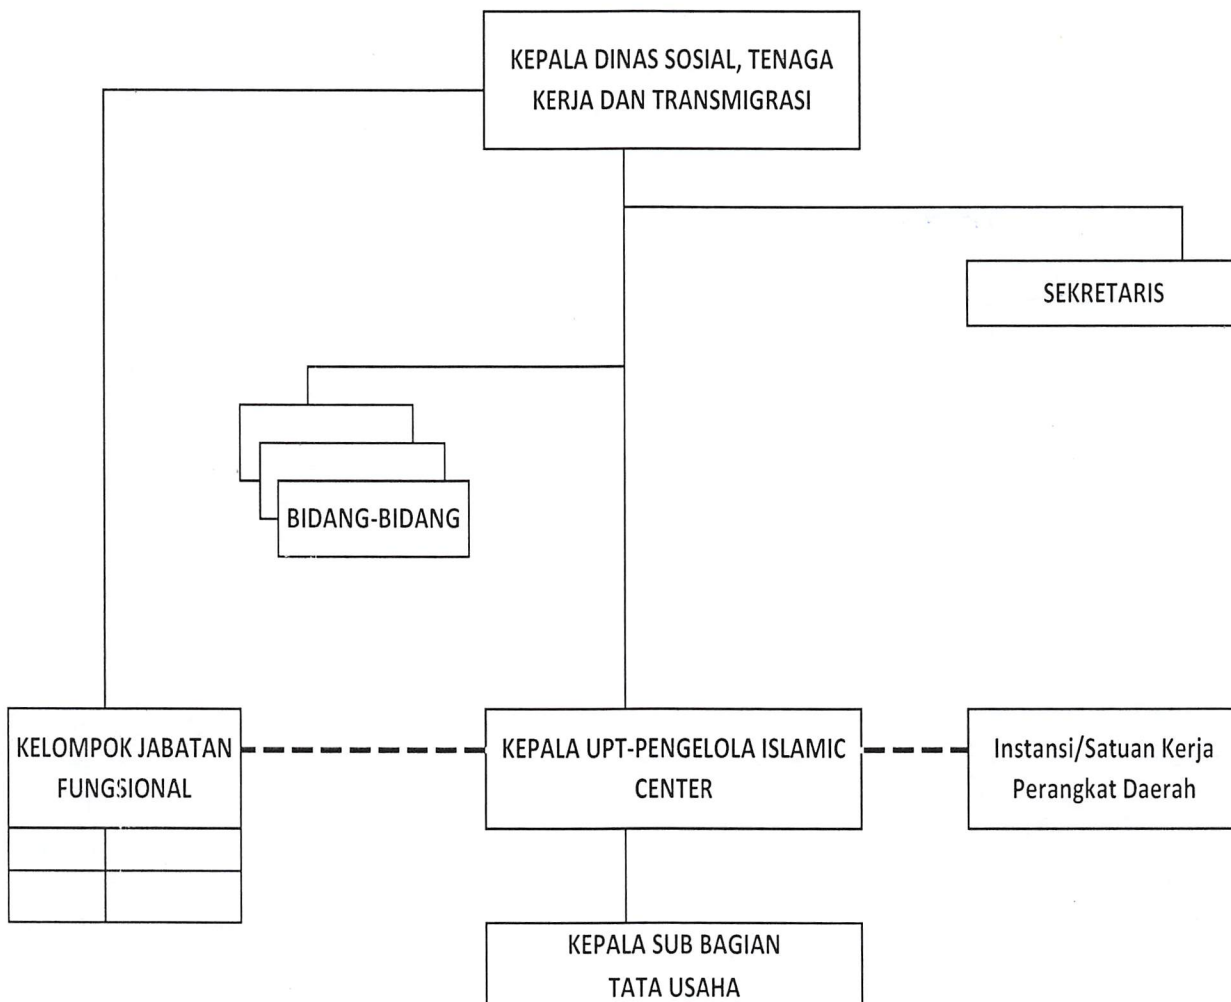 KEPALA DINAS SOSIAL, TENAGA
KERJA DAN TRANSMIGRASI
SEKRETARIS
BIDANG-BIDANG
KELOMPOK JABATAN
FUNGSIONAL
KEPALA UPT-PENGELOLA ISLAMIC
CENTER
Instansi/Satuan Kerja
Perangkat Daerah
KEPALA SUB BAGIAN
TATA USAHA